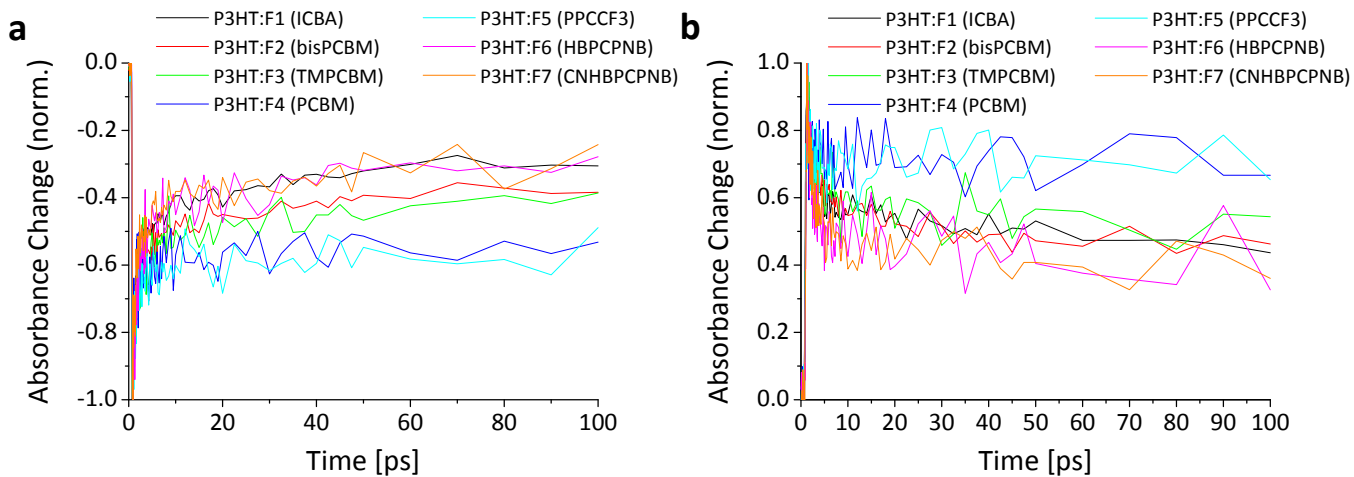 a
P3HT:F1 (ICBA)
P3HT:F5 (PPCCF3)
P3HT:F2 (bisPCBM)
P3HT:F6 (HBPCPNB)
P3HT:F3 (TMPCBM)
P3HT:F7 (CNHBPCPNB)
P3HT:F4 (PCBM)
Absorbance Change (norm.)
0.0
-0.2
-0.4
-0.6
-0.8
-1.0
0 20 40 60 80 100
Time [ps]
b
P3HT:F1 (ICBA)
P3HT:F5 (PPCCF3)
P3HT:F2 (bisPCBM)
P3HT:F6 (HBPCPNB)
P3HT:F3 (TMPCBM)
P3HT:F7 (CNHBPCPNB)
P3HT:F4 (PCBM)
Absorbance Change (norm.)
1.0
0.8
0.6
0.4
0.2
0.0
0 10 20 30 40 50 60 70 80 90 100
Time [ps]